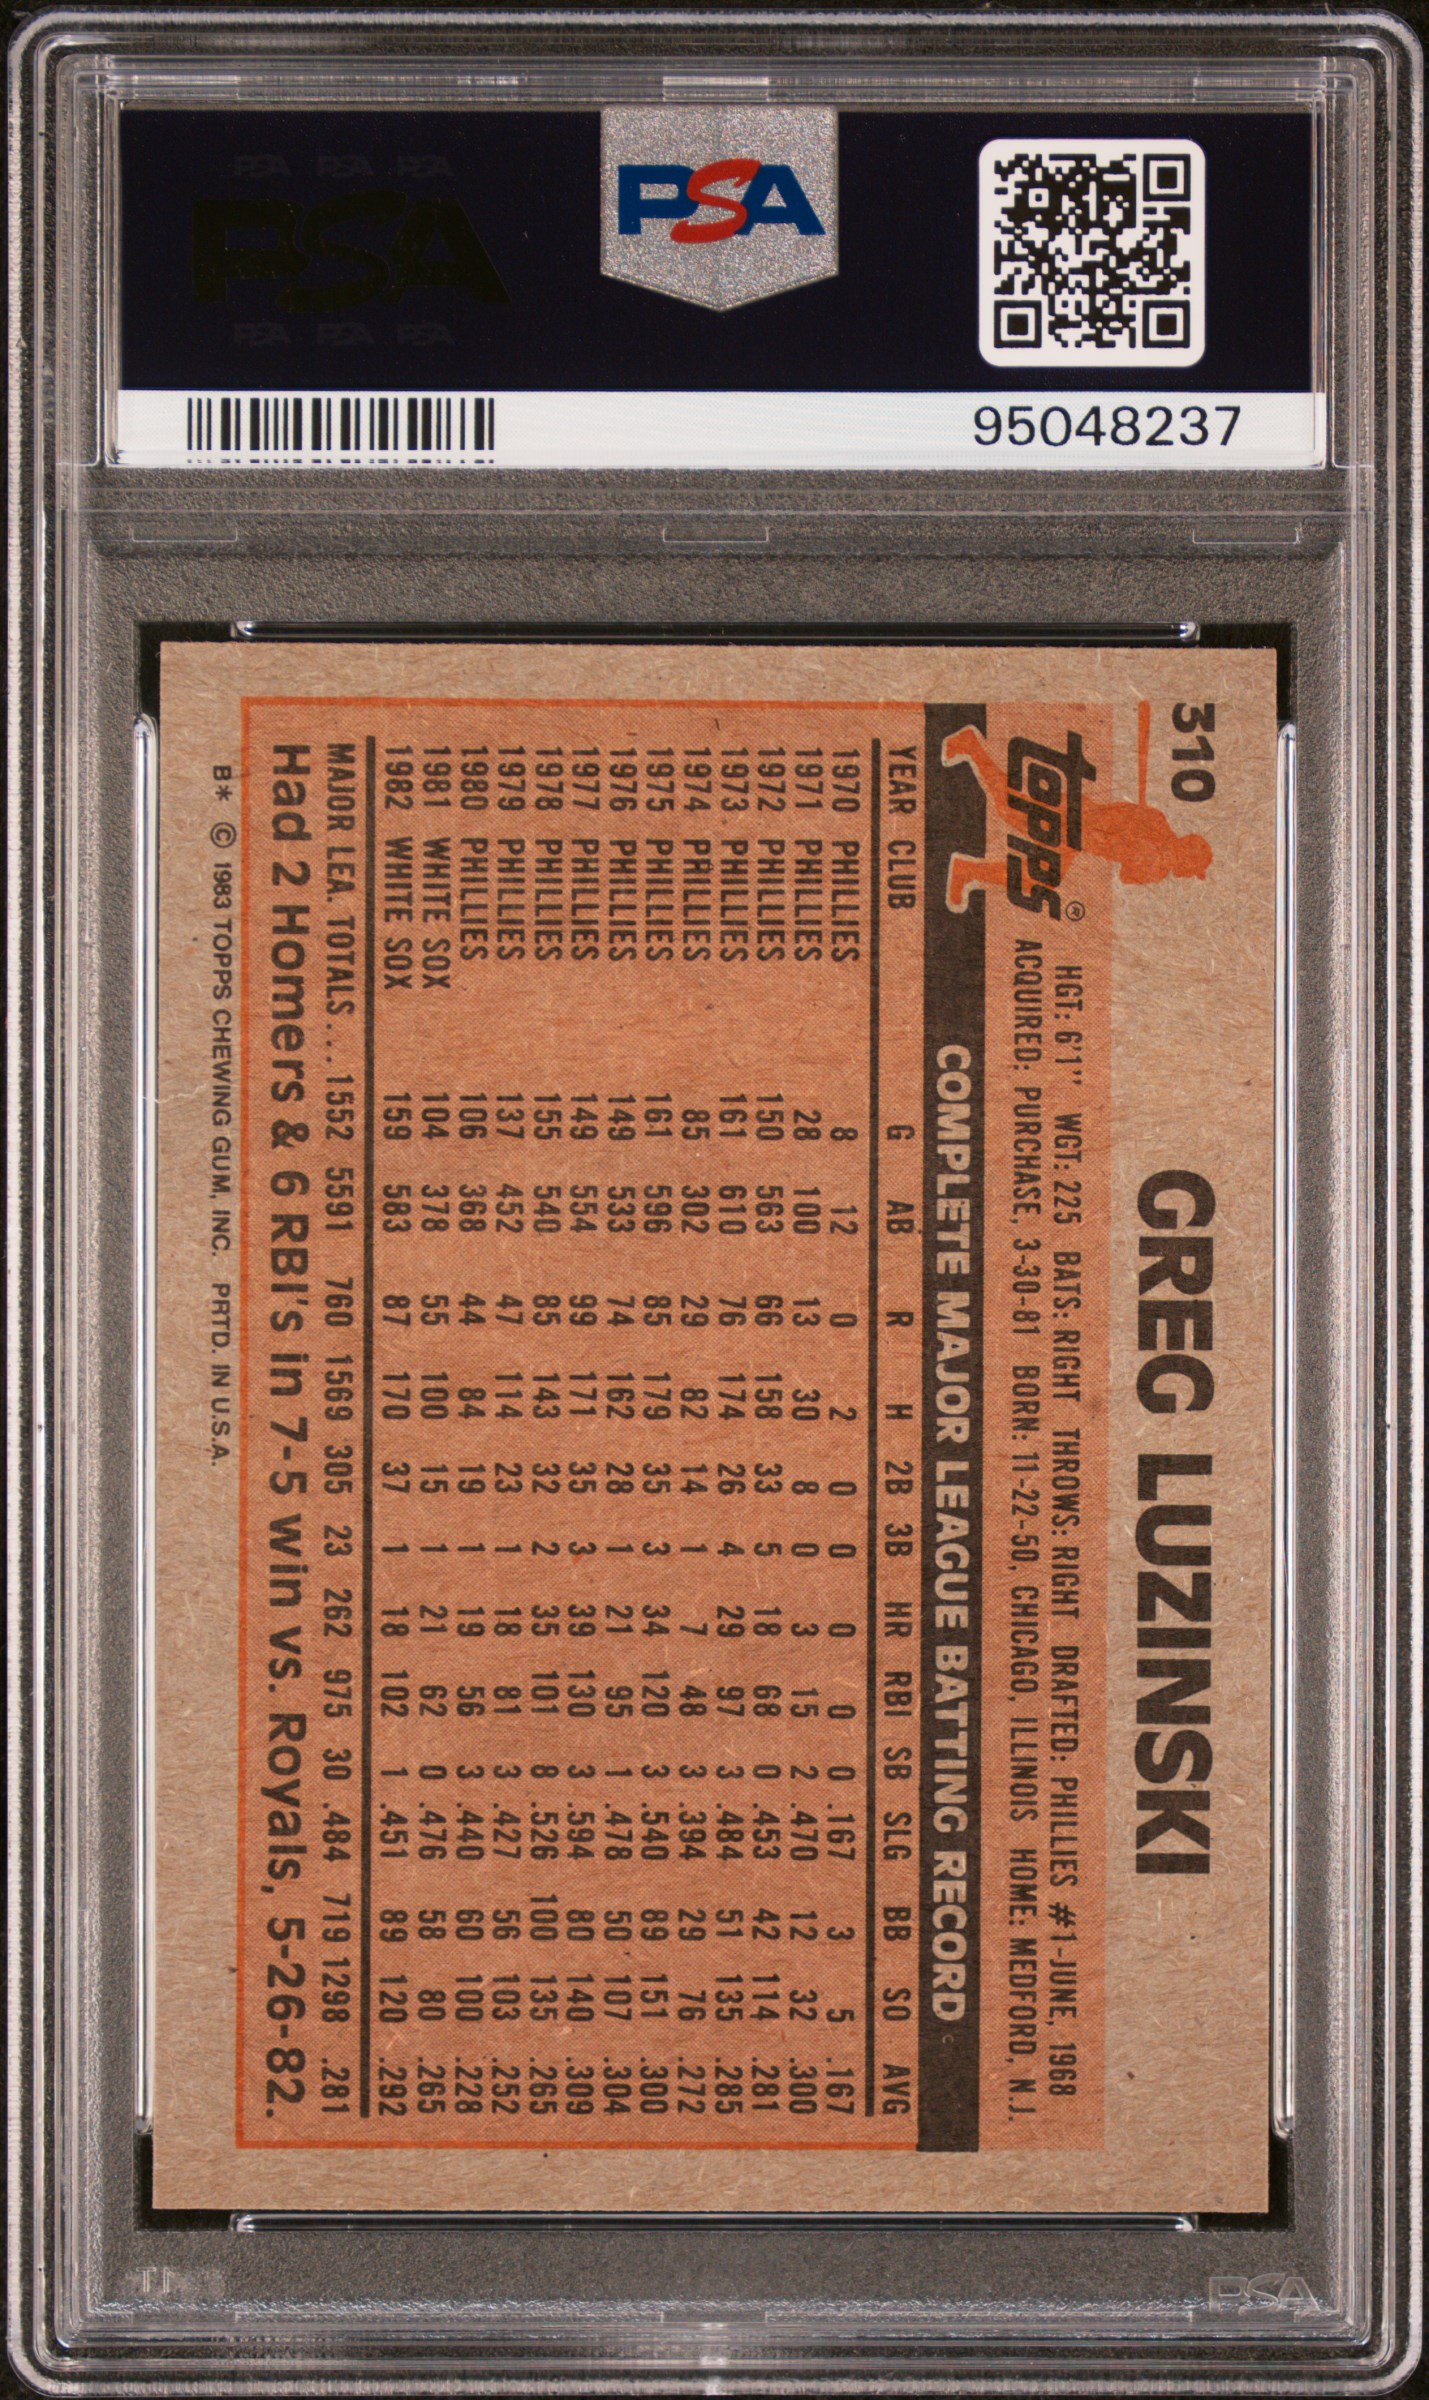 PSA PSA PSA
PSA
PSA PSA PSA
PSA
95048237
310
GREG LUZINSKI
topps®
HGT: 6'1" WGT: 225 BATS: RIGHT THROWS: RIGHT DRAFTED: PHILLIES #1-JUNE, 1968
ACQUIRED: PURCHASE, 3-30-81 BORN: 11-22-50, CHICAGO, ILLINOIS HOME: MEDFORD, N.J.
COMPLETE MAJOR LEAGUE BATTING RECORD
YEAR CLUB G AB R H 2B 3B HR RBI SB SLG BB SO AVG
1970 PHILLIES 8 12 0 2 0 0 0 0 0 .167 3 5 .167
1971 PHILLIES 28 100 13 30 8 0 3 15 2 .470 12 32 .300
1972 PHILLIES 150 563 66 158 33 5 18 68 0 .453 42 114 .281
1973 PHILLIES 161 610 76 174 26 4 29 97 3 .484 51 135 .285
1974 PHILLIES 85 302 29 82 14 1 7 48 3 .394 29 76 .272
1975 PHILLIES 161 596 85 179 35 3 34 120 3 .540 89 151 .300
1976 PHILLIES 149 533 74 162 28 1 21 95 1 .478 50 107 .304
1977 PHILLIES 149 554 99 171 35 3 39 130 3 .594 80 140 .309
1978 PHILLIES 155 540 85 143 32 2 35 101 8 .526 100 135 .265
1979 PHILLIES 137 452 47 114 23 1 18 81 3 .427 56 103 .252
1980 PHILLIES 106 368 44 84 19 1 19 56 3 .440 60 100 .228
1981 WHITE SOX 104 378 55 100 15 1 21 62 0 .476 58 80 .265
1982 WHITE SOX 159 583 87 170 37 1 18 102 1 .451 89 120 .292
MAJOR LEA. TOTALS... 1552 5591 760 1569 305 23 262 975 30 .484 719 1298 .281
Had 2 Homers & 6 RBI's in 7-5 win vs. Royals, 5-26-82.
B* © 1983 TOPPS CHEWING GUM, INC. PRTD. IN U.S.A.
PSA